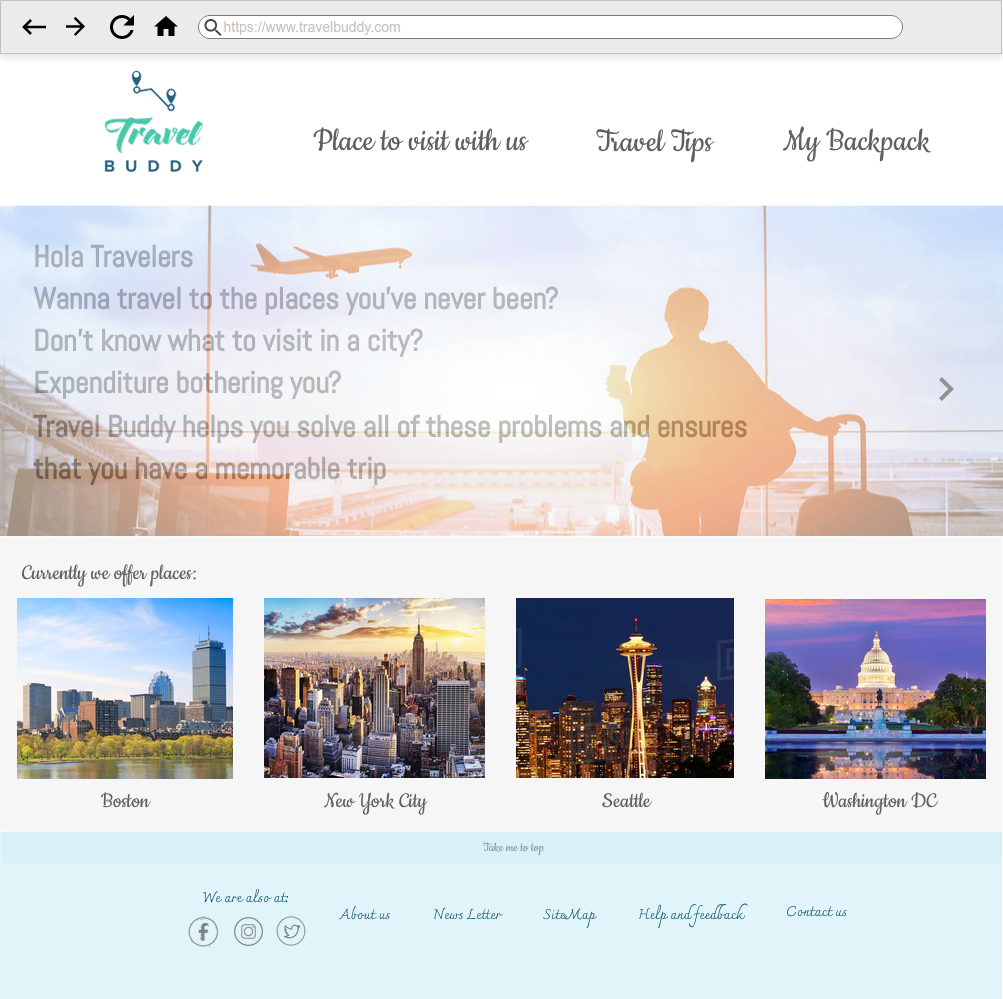 https://www.travelbuddy.com
Travel
BUDDY
Place to visit with us
Travel Tips
My Backpack
Hola Travelers
Wanna travel to the places you've never been?
Don't know what to visit in a city?
Expenditure bothering you?
Travel Buddy helps you solve all of these problems and ensures
that you have a memorable trip
Currently we offer places:
Boston
New York City
Seattle
Washington DC
Take me to top
We are also at:
About us
News Letter
SiteMap
Help and feedback
Contact us